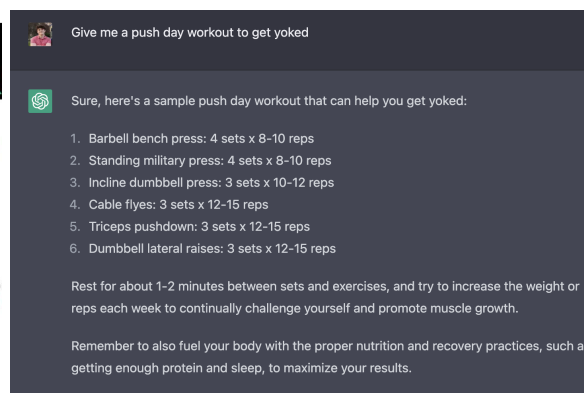 Give me a push day workout to get yoked
Sure, here's a sample push day workout that can help you get yoked:
1. Barbell bench press: 4 sets x 8-10 reps
2. Standing military press: 4 sets x 8-10 reps
3. Incline dumbbell press: 3 sets x 10-12 reps
4. Cable flyes: 3 sets x 12-15 reps
5. Triceps pushdown: 3 sets x 12-15 reps
6. Dumbbell lateral raises: 3 sets x 12-15 reps
Rest for about 1-2 minutes between sets and exercises, and try to increase the weight or
reps each week to continually challenge yourself and promote muscle growth.
Remember to also fuel your body with the proper nutrition and recovery practices, such a
getting enough protein and sleep, to maximize your results.